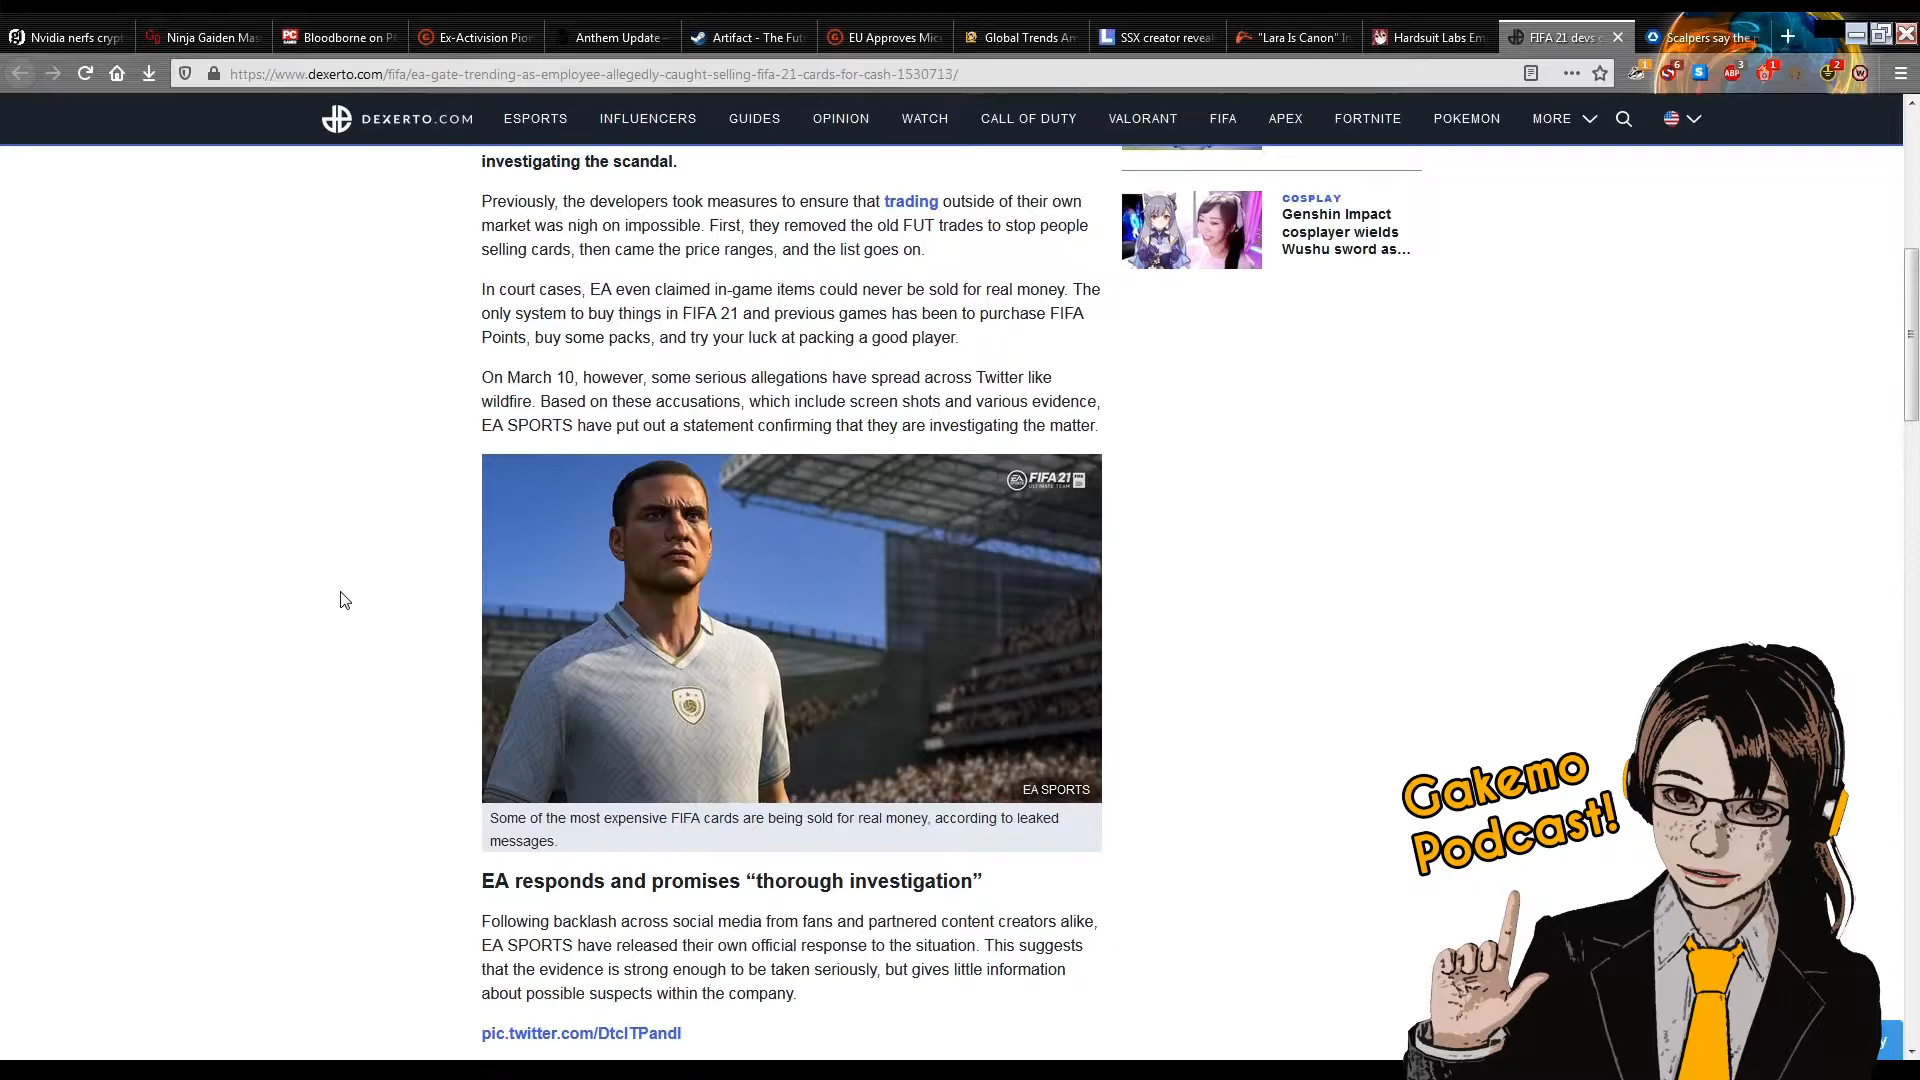 Nvidia nerfs crypt
Ninja Gaiden Mas
Bloodborne on P
Ex-Activision Pion
Anthem Update –
Artifact - The Fut
EU Approves Mic
Global Trends An
SSX creator reveal
"Lara Is Canon" In
Hardsuit Labs Em
FIFA 21 devs c
Scalpers say the p
https://www.dexerto.com/fifa/ea-gate-trending-as-employee-allegedly-caught-selling-fifa-21-cards-for-cash-1530713/
DEXERTO.COM
ESPORTS
INFLUENCERS
GUIDES
OPINION
WATCH
CALL OF DUTY
VALORANT
FIFA
APEX
FORTNITE
POKEMON
MORE
investigating the scandal.
Previously, the developers took measures to ensure that trading outside of their own
market was nigh on impossible. First, they removed the old FUT trades to stop people
selling cards, then came the price ranges, and the list goes on.
In court cases, EA even claimed in-game items could never be sold for real money. The
only system to buy things in FIFA 21 and previous games has been to purchase FIFA
Points, buy some packs, and try your luck at packing a good player.
On March 10, however, some serious allegations have spread across Twitter like
wildfire. Based on these accusations, which include screen shots and various evidence,
EA SPORTS have put out a statement confirming that they are investigating the matter.
FIFA 21
ULTIMATE TEAM
EA SPORTS
Some of the most expensive FIFA cards are being sold for real money, according to leaked
messages.
EA responds and promises “thorough investigation”
Following backlash across social media from fans and partnered content creators alike,
EA SPORTS have released their own official response to the situation. This suggests
that the evidence is strong enough to be taken seriously, but gives little information
about possible suspects within the company.
pic.twitter.com/DtcITPandI
COSPLAY
Genshin Impact
cosplayer wields
Wushu sword as...
Gakemo
Podcast!